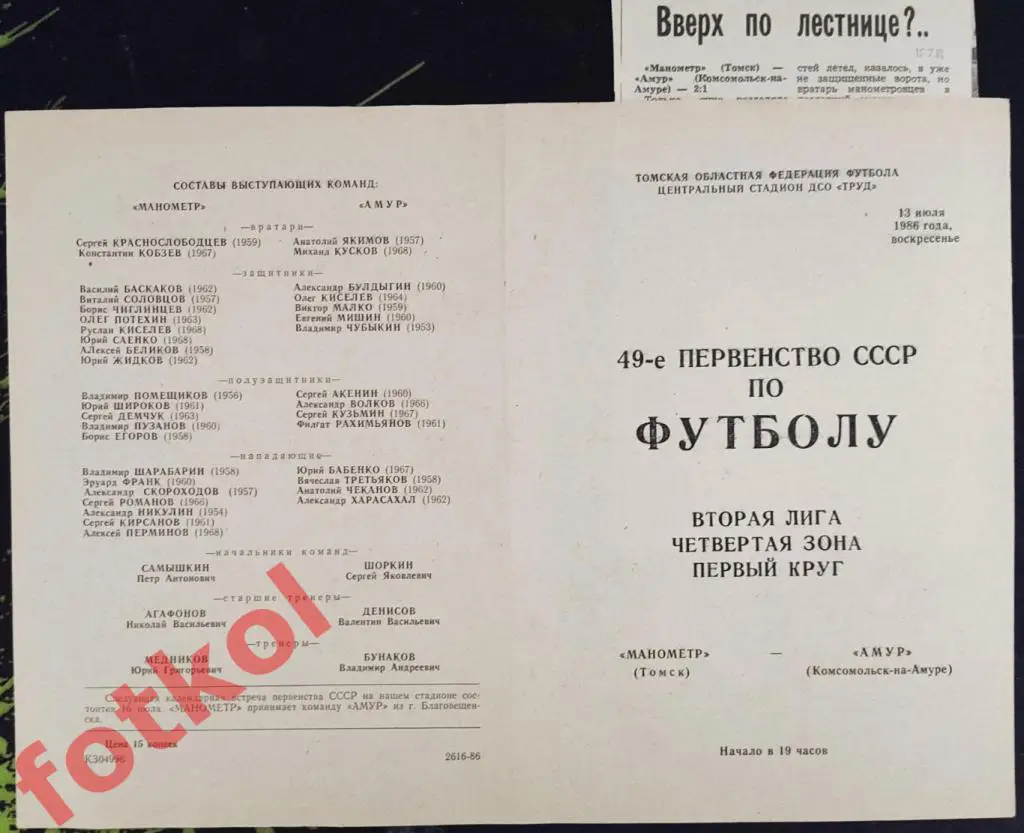 Вверх по лестнице?..
«Манометр» (Томск) —
«Амур» (Комсомольск-на-
Амуре) — 2:1
стей летел, казалось, в уже
не защищенные ворота, но
вратарь манометровцев в
СОСТАВЫ ВЫСТУПАЮЩИХ КОМАНД:
«МАНОМЕТР» «АМУР»
—вратари—
Сергей КРАСНОСЛОБОДЦЕВ (1959) Анатолий ЯКИМОВ (1957)
Константин КОБЗЕВ (1967) Михаил КУСКОВ (1968)
—защитники—
Василий БАСКАКОВ (1962) Александр БУЛДЫГИН (1960)
Виталий СОЛОВЦОВ (1957) Олег КИСЕЛЕВ (1964)
Борис ЧИГЛИНЦЕВ (1962) Виктор МАЛКО (1959)
ОЛЕГ ПОТЕХИН (1963) Евгений МИШИН (1960)
Руслан КИСЕЛЕВ (1968) Владимир ЧУБЫКИН (1953)
Юрий САЕНКО (1968)
АЛексей БЕЛИКОВ (1958)
Юрий ЖИДКОВ (1962)
—полузащитники—
Владимир ПОМЕЩИКОВ (1956) Сергей АКЕНИН (1960)
Юрий ШИРОКОВ (1961) Александр ВОЛКОВ (1966)
Сергей ДЕМЧУК (1963) Сергей КУЗЬМИН (1967)
Владимир ПУЗАНОВ (1960) Филгат РАХИМЬЯНОВ (1961)
Борис ЕГОРОВ (1958)
—нападающие—
Владимир ШАРАБАРИН (1958) Юрий БАБЕНКО (1967)
Эруард ФРАНК (1960) Вячеслав ТРЕТЬЯКОВ (1958)
Александр СКОРОХОДОВ (1957) Анатолий ЧЕКАНОВ (1962)
Сергей РОМАНОВ (1966) Александр ХАРАСАХАЛ (1962)
Александр НИКУЛИН (1954)
Сергей КИРСАНОВ (1961)
Алексей ПЕРМИНОВ (1968)
—начальники команд—
САМЫШКИН ШОРКИН
Петр Антонович Сергей Яковлевич
—старшие тренеры—
АГАФОНОВ ДЕНИСОВ
Николай Васильевич Валентин Васильевич
—тренеры—
МЕДНИКОВ БУНАКОВ
Юрий Григорьевич Владимир Андреевич
Следующая календарная встреча первенства СССР на нашем стадионе сос-
тоится 16 июля. «МАНОМЕТР» принимает команду «АМУР» из г. Благовещен-
ска.
Цена 15 копеек
К304996 2616-86
ТОМСКАЯ ОБЛАСТНАЯ ФЕДЕРАЦИЯ ФУТБОЛА
ЦЕНТРАЛЬНЫЙ СТАДИОН ДСО «ТРУД»
13 июля
1986 года,
воскресенье
49-е ПЕРВЕНСТВО СССР
ПО
ФУТБОЛУ
ВТОРАЯ ЛИГА
ЧЕТВЕРТАЯ ЗОНА
ПЕРВЫЙ КРУГ
«МАНОМЕТР» — «АМУР»
(Томск) (Комсомольск-на-Амуре)
Начало в 19 часов
fotkol